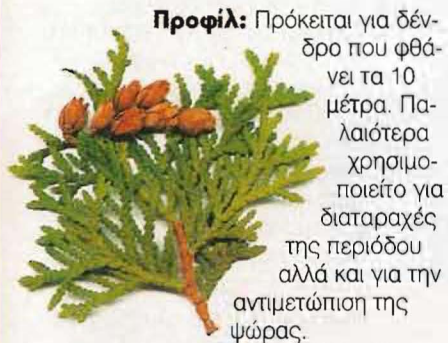 Προφίλ: Πρόκειται για δέν-
δρο που φθά-
νει τα 10
μέτρα. Πα-
λαιότερα
χρησιμο-
ποιείτο για
διαταραχές
της περιόδου
αλλά και για την
αντιμετώπιση της
ψώρας.